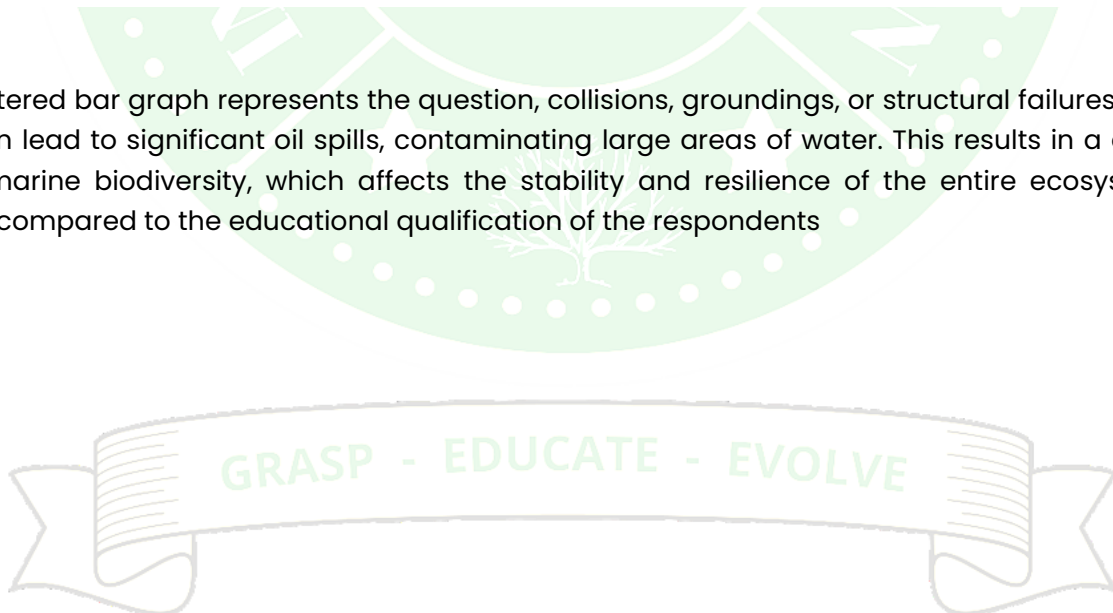 tered bar graph represents the question, collisions, groundings, or structural failures
n lead to significant oil spills, contaminating large areas of water. This results in a
marine biodiversity, which affects the stability and resilience of the entire ecosys
compared to the educational qualification of the respondents
GRASP - EDUCATE - EVOLVE